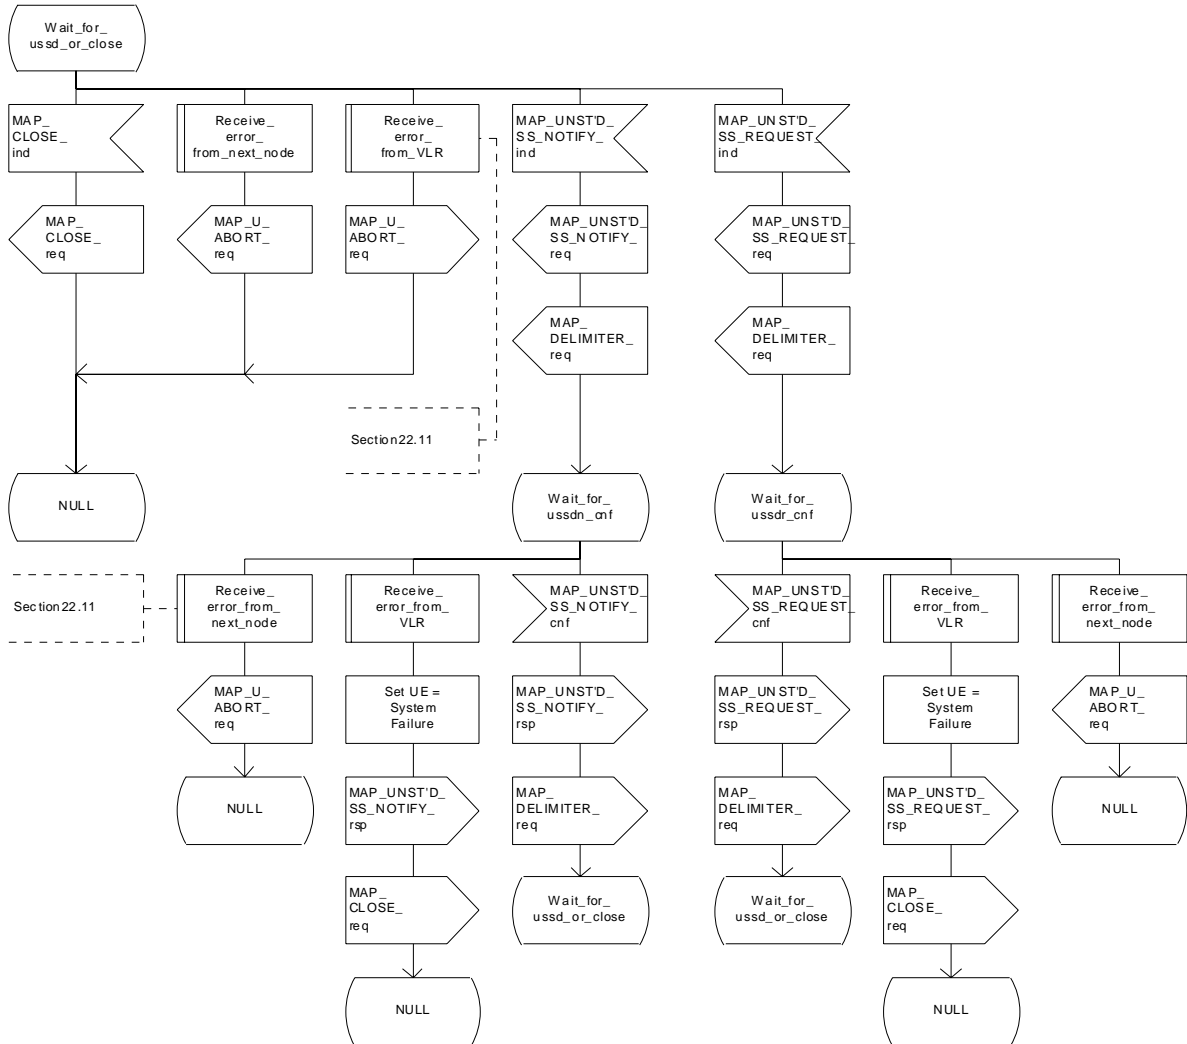 Wait_for_
ussd_or_close
MAP_
CLOSE_
ind
Receive_
error_
from_next_node
Receive_
error_
from_VLR
MAP_UNST'D_
SS_NOTIFY_
ind
MAP_UNST'D_
SS_REQUEST_
ind
MAP_
CLOSE_
req
MAP_U_
ABORT_
req
MAP_U_
ABORT_
req
MAP_UNST'D_
SS_NOTIFY_
req
MAP_UNST'D_
SS_REQUEST_
req
MAP_
DELIMITER_
req
MAP_
DELIMITER_
req
Section 22.11
NULL
Wait_for_
ussdn_cnf
Wait_for_
ussdr_cnf
Section 22.11
Receive_
error_from_
next_node
Receive_
error_from_
VLR
MAP_UNST'D_
SS_NOTIFY_
cnf
MAP_UNST'D_
SS_REQUEST_
cnf
Receive_
error_from_
VLR
Receive_
error_from_
next_node
MAP_U_
ABORT_
req
Set UE =
System
Failure
MAP_UNST'D_
SS_NOTIFY_
rsp
MAP_UNST'D_
SS_REQUEST_
rsp
Set UE =
System
Failure
MAP_U_
ABORT_
req
NULL
MAP_UNST'D_
SS_NOTIFY_
rsp
MAP_
DELIMITER_
req
MAP_
DELIMITER_
req
MAP_UNST'D_
SS_REQUEST_
rsp
NULL
MAP_
CLOSE_
req
Wait_for_
ussd_or_close
Wait_for_
ussd_or_close
MAP_
CLOSE_
req
NULL
NULL